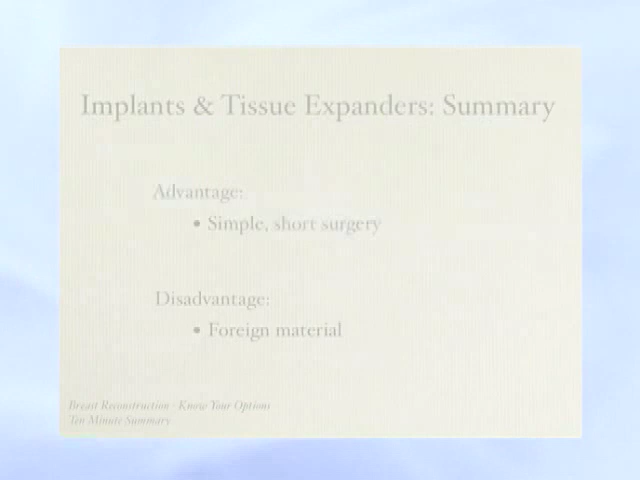 Implants & Tissue Expanders: Summary
Advantage:
• Simple, short surgery
Disadvantage:
• Foreign material
Breast Reconstruction - Know Your Options
Ten Minute Summary